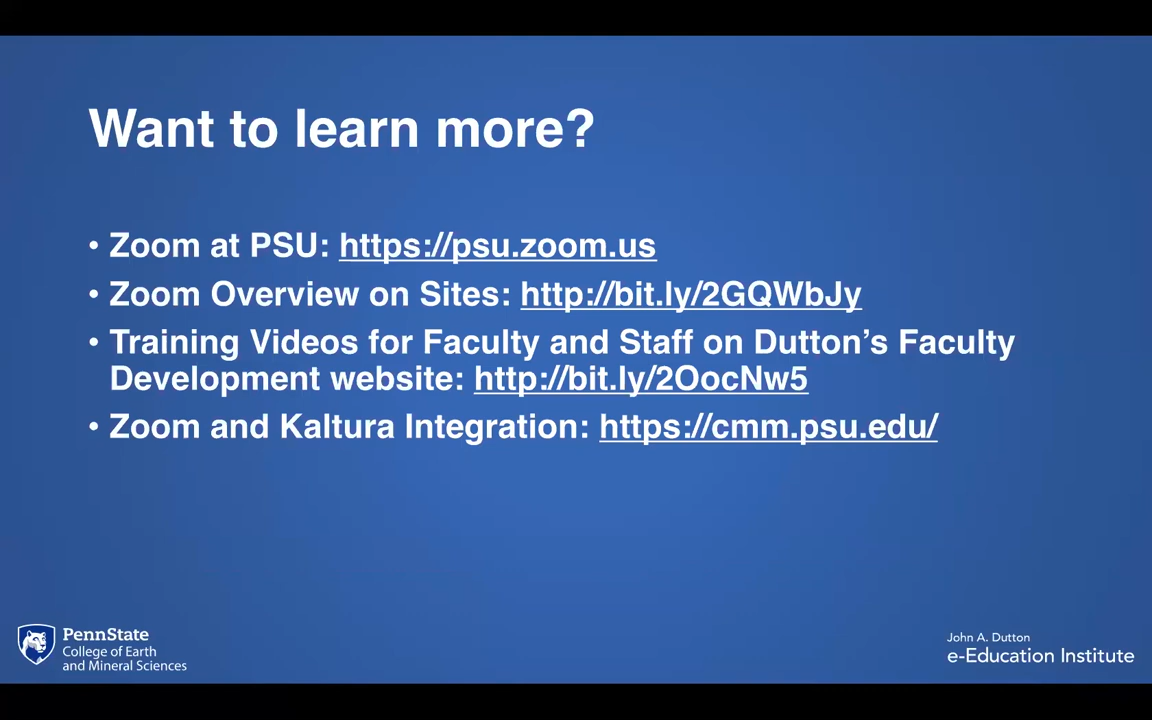 Want to learn more?
• Zoom at PSU: https://psu.zoom.us
• Zoom Overview on Sites: http://bit.ly/2GQWbJy
• Training Videos for Faculty and Staff on Dutton’s Faculty
Development website: http://bit.ly/2OocNw5
• Zoom and Kaltura Integration: https://cmm.psu.edu/
PennState
College of Earth
and Mineral Sciences
John A. Dutton
e-Education Institute